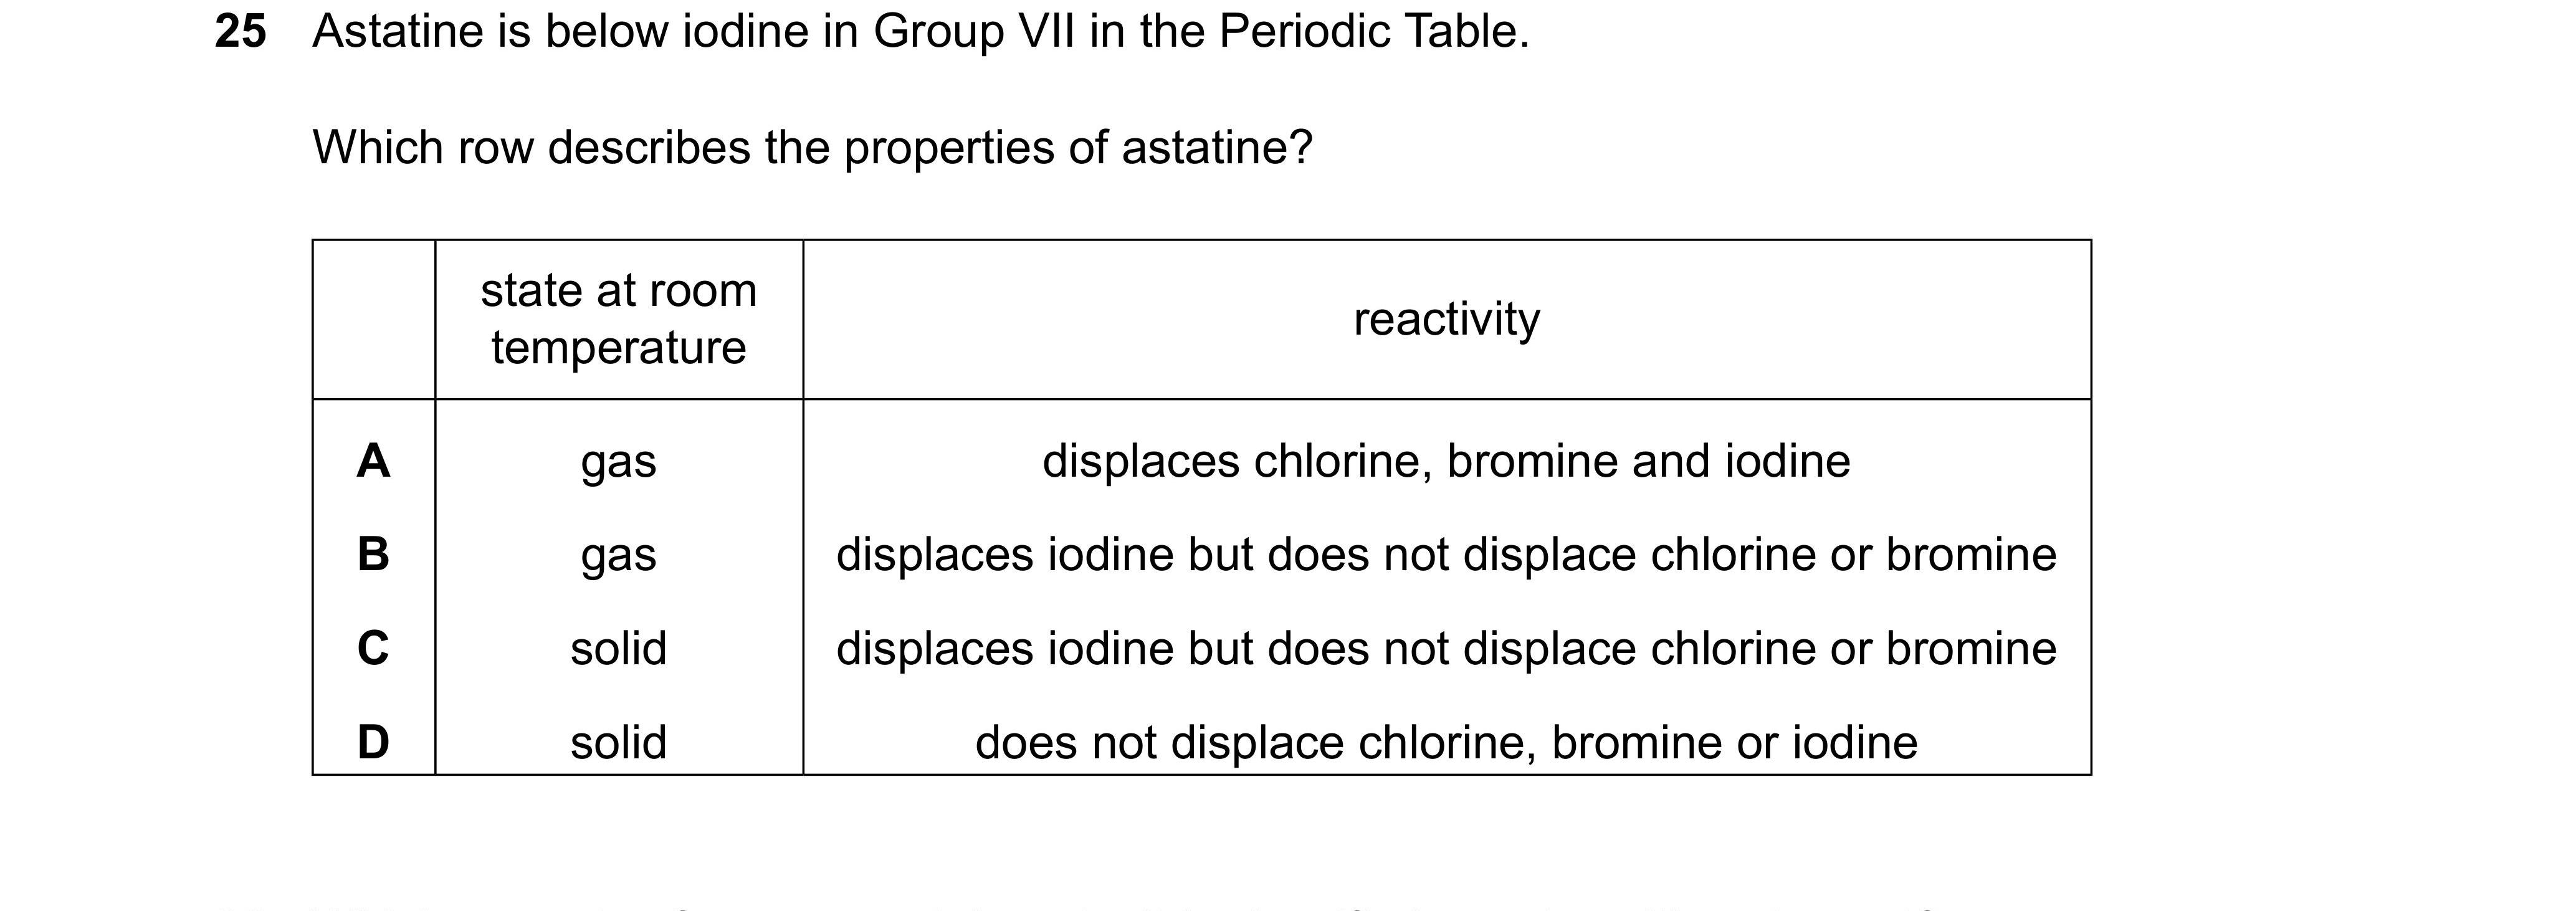 25 Astatine is below iodine in Group VII in the Periodic Table.
Which row describes the properties of astatine?
state at room temperature reactivity
A gas displaces chlorine, bromine and iodine
B gas displaces iodine but does not displace chlorine or bromine
C solid displaces iodine but does not displace chlorine or bromine
D solid does not displace chlorine, bromine or iodine